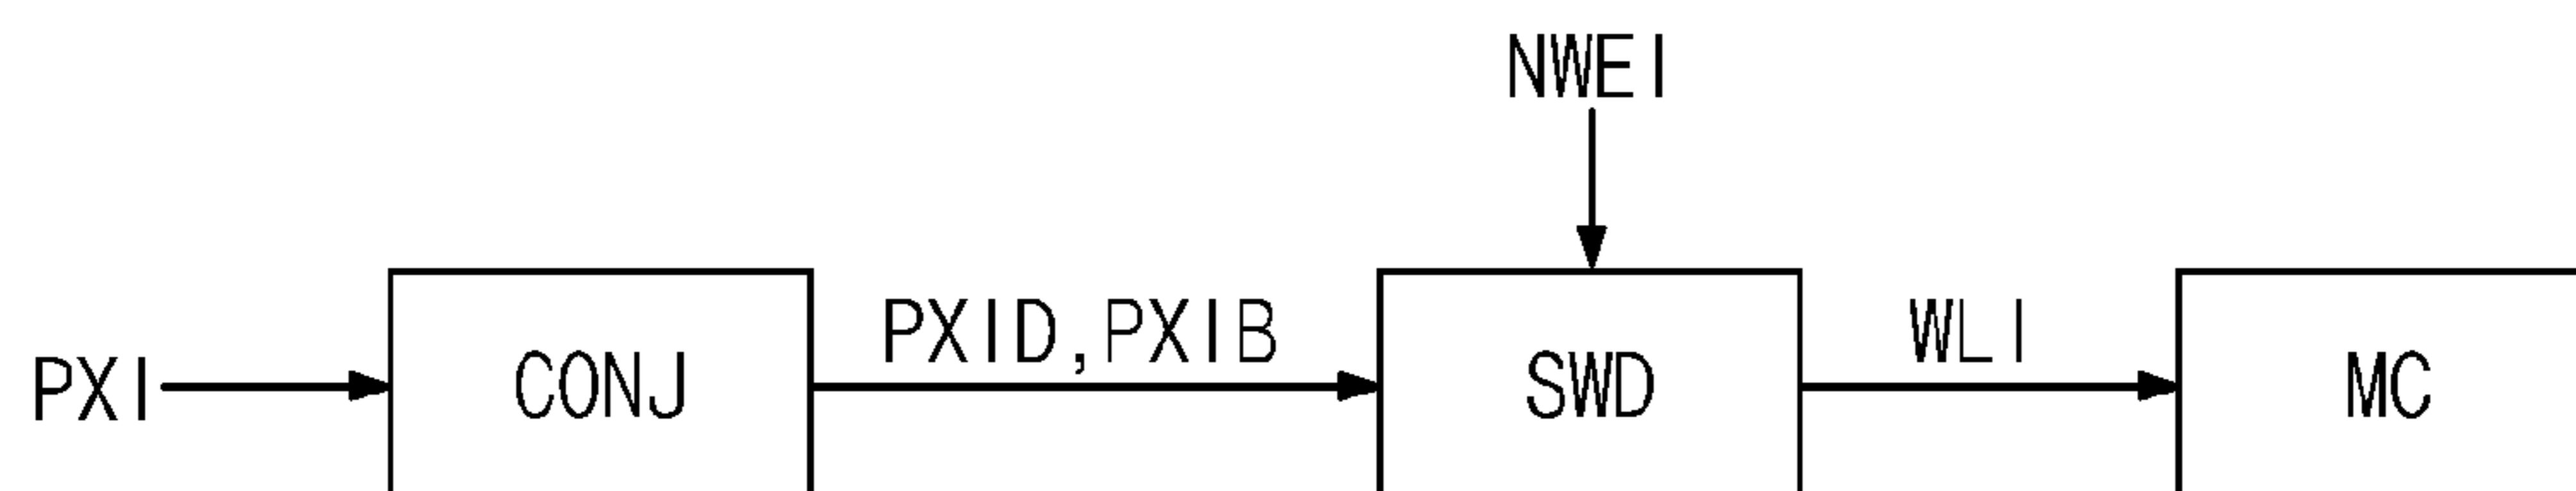 NWEI
PXID,PXIB
WLI
PXI
CONJ
SWD
MC